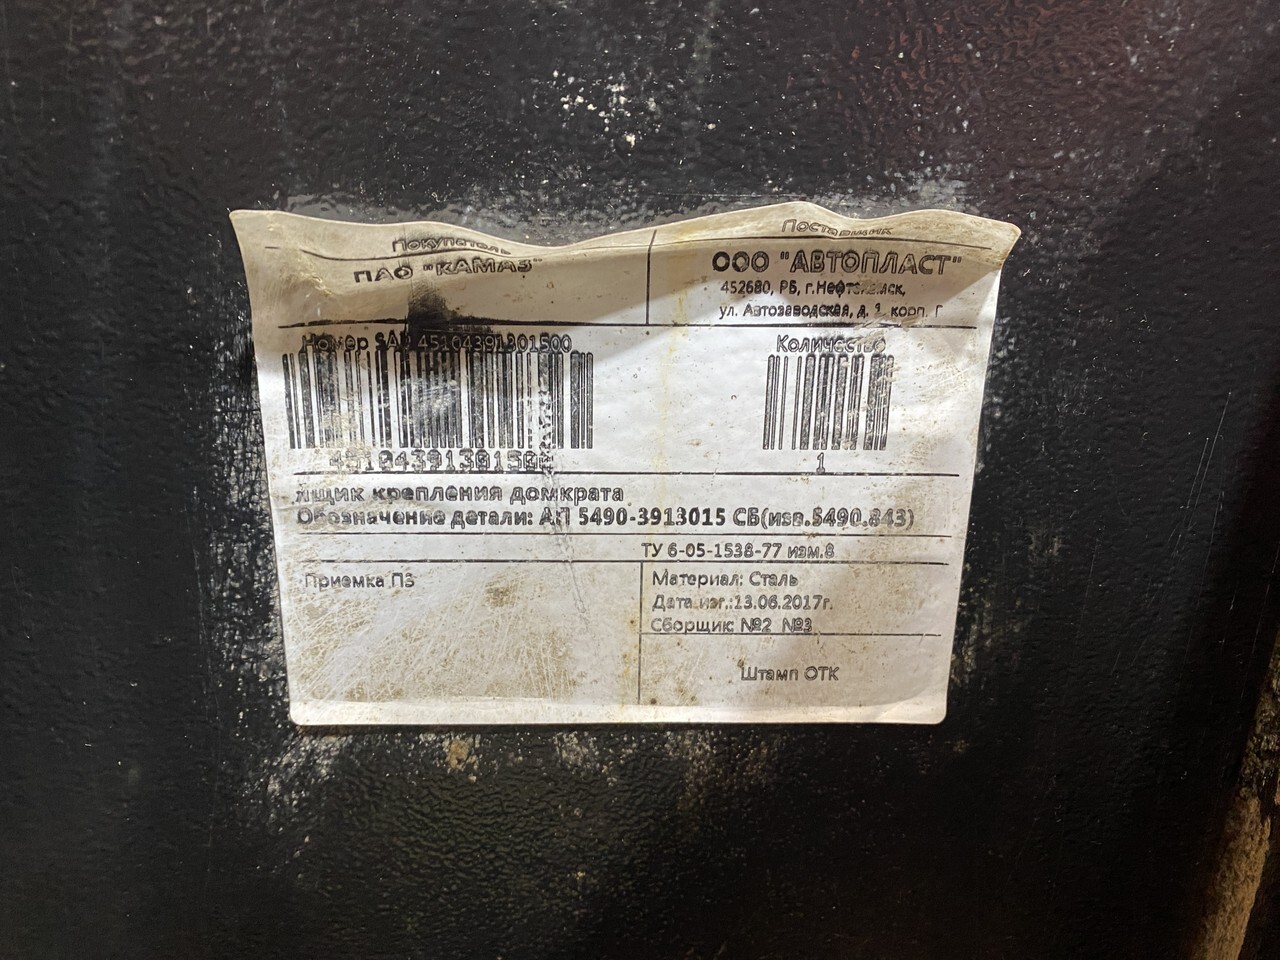 Покупатель
ПАО "КАМАЗ"
Поставщик
ООО "АВТОПЛАСТ"
452680, РБ, г.Нефтекамск,
ул. Автозаводская, д. корп. Г
Номер SAP 45104391301500
Количество
45104391301500
1
ящик крепления домкрата
Обозначение детали: АП 5490-3913015 СБ(изв.5490.843)
ТУ 6-05-1538-77 изм.8
Приемка ПЗ
Материал: Сталь
Дата изг.:13.06.2017г.
Сборщик №2 №3
Штамп ОТК